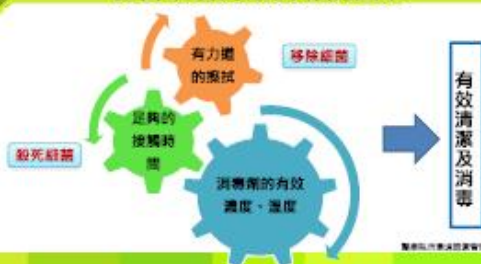 有力道
的擦拭
移除細菌
足夠的
接觸時
間
殺死細菌
消毒劑的有效
濃度、溫度
有效清潔及消毒